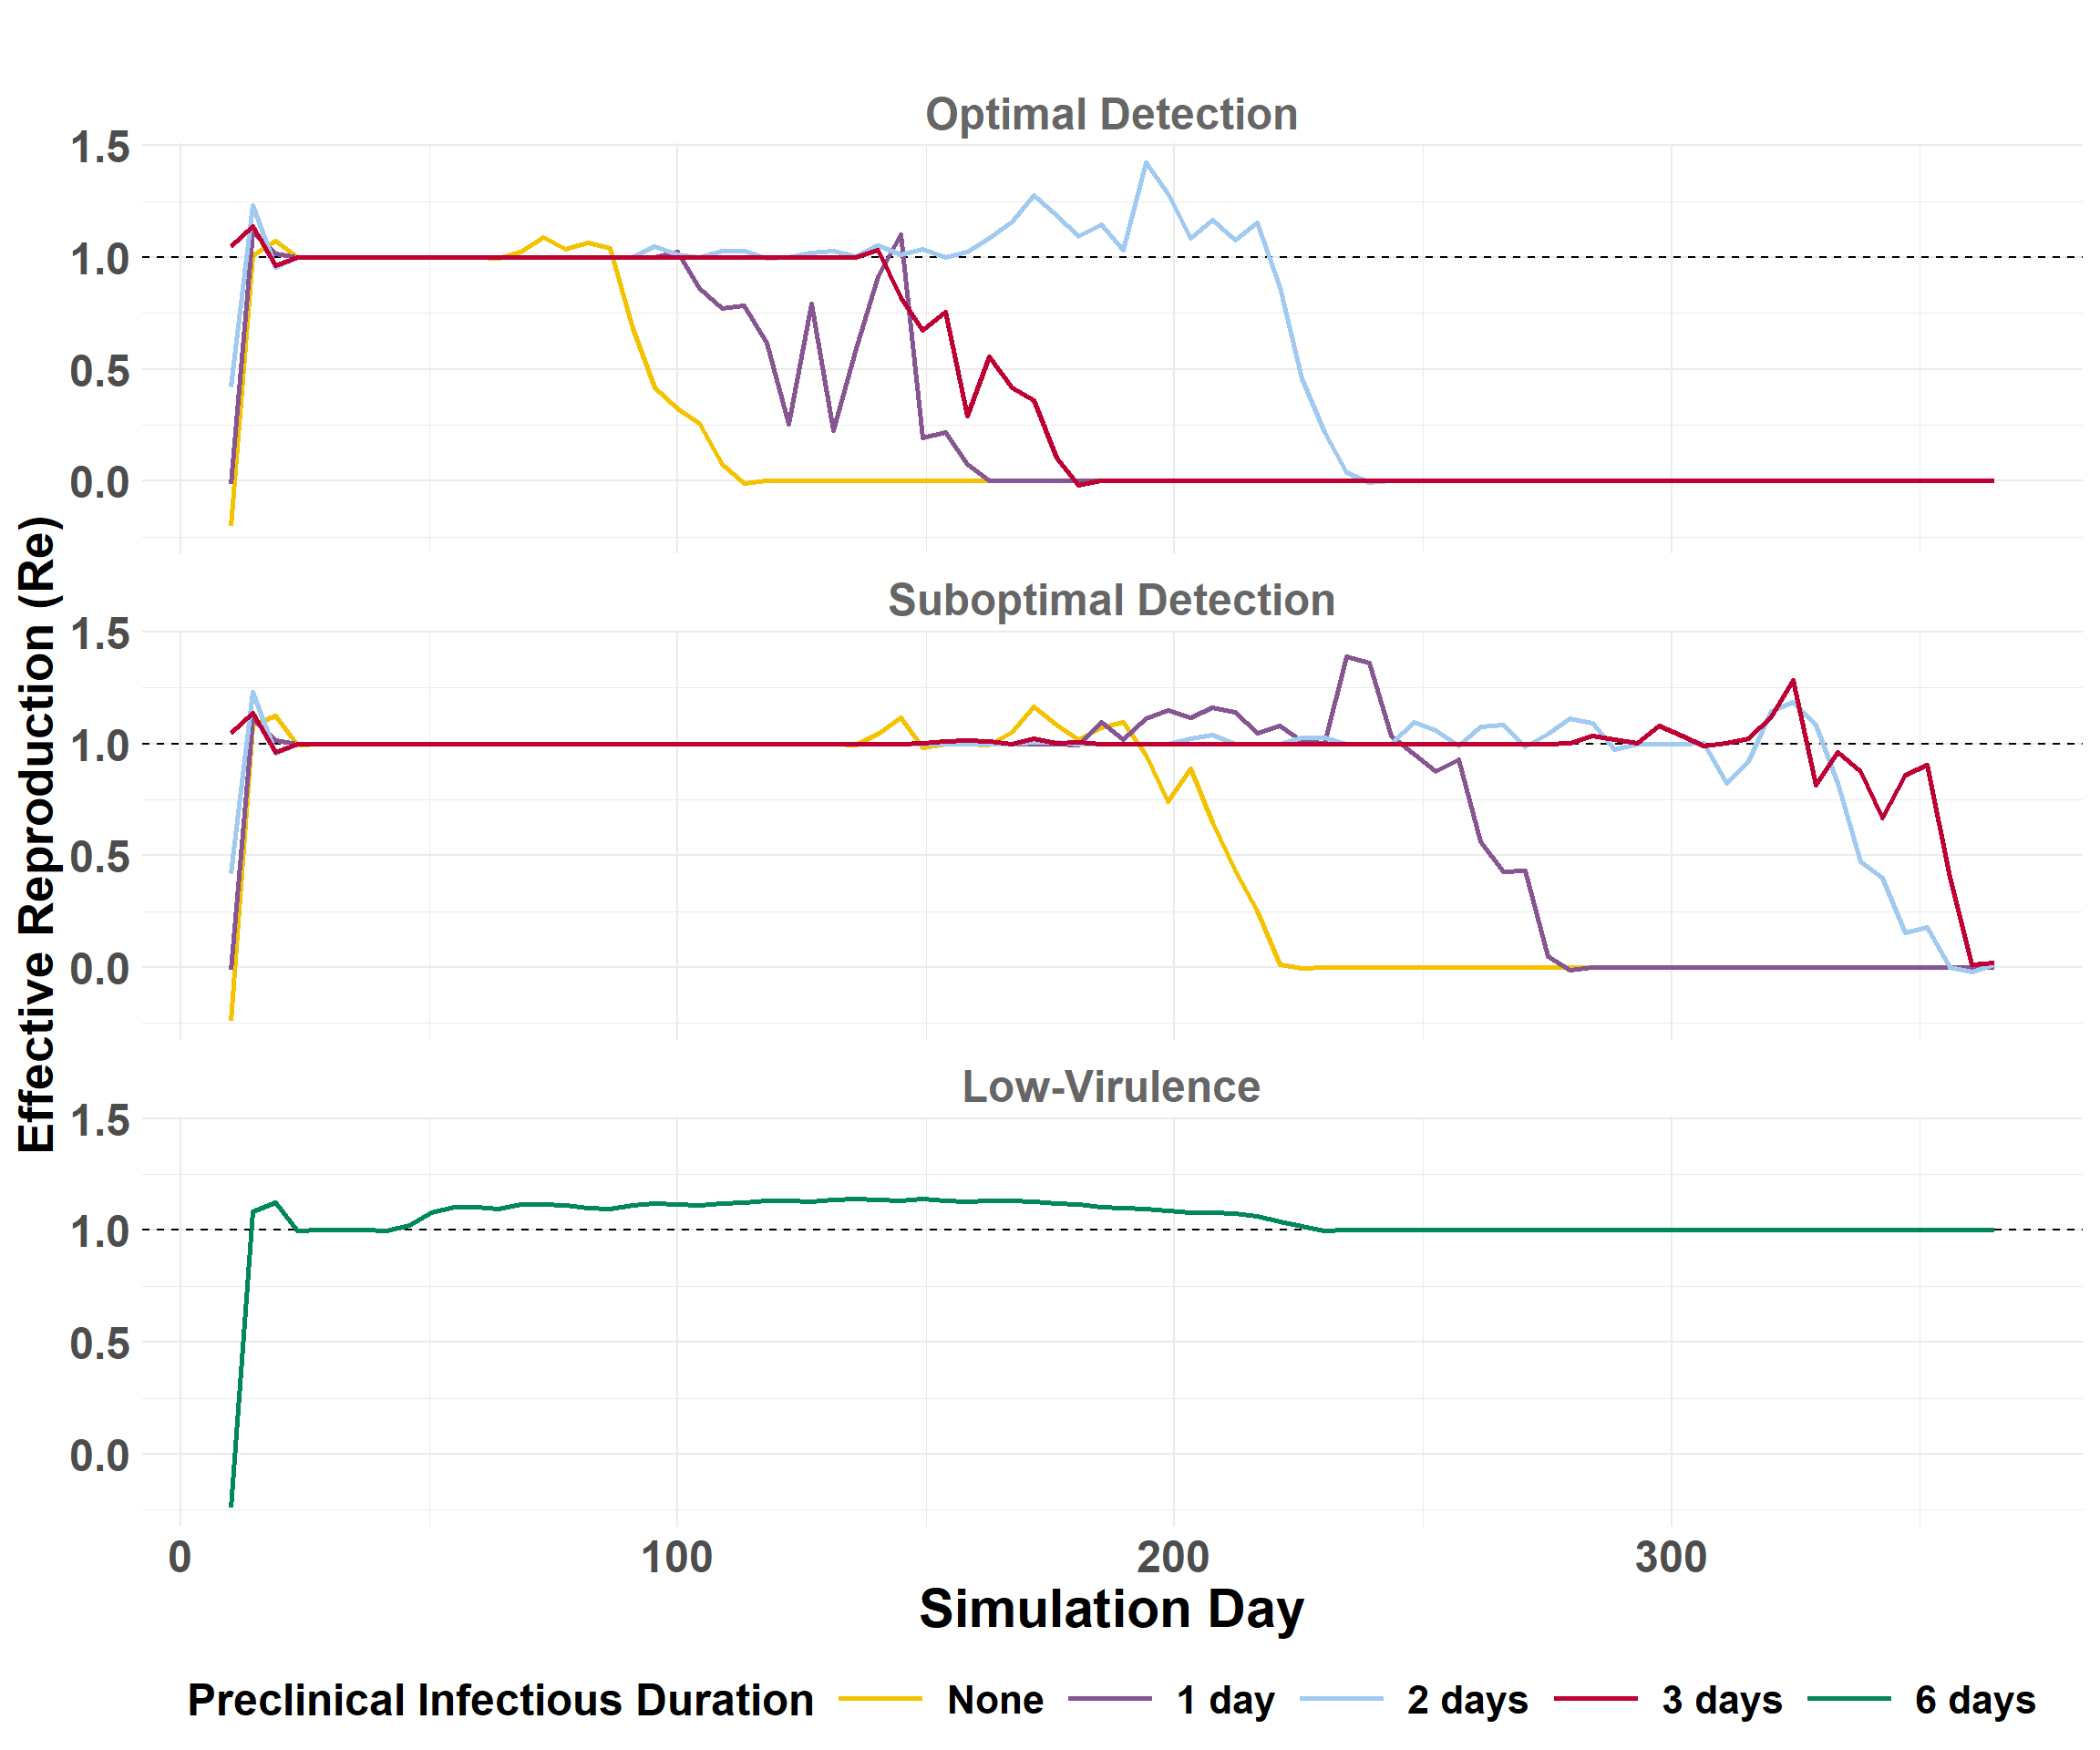 Optimal Detection
1.5
1.0
0.5
0.0
Suboptimal Detection
1.5
1.0
0.5
0.0
Low-Virulence
1.5
1.0
0.5
0.0
Effective Reproduction (Re)
0 100 200 300
Simulation Day
Preclinical Infectious Duration None 1 day 2 days 3 days 6 days